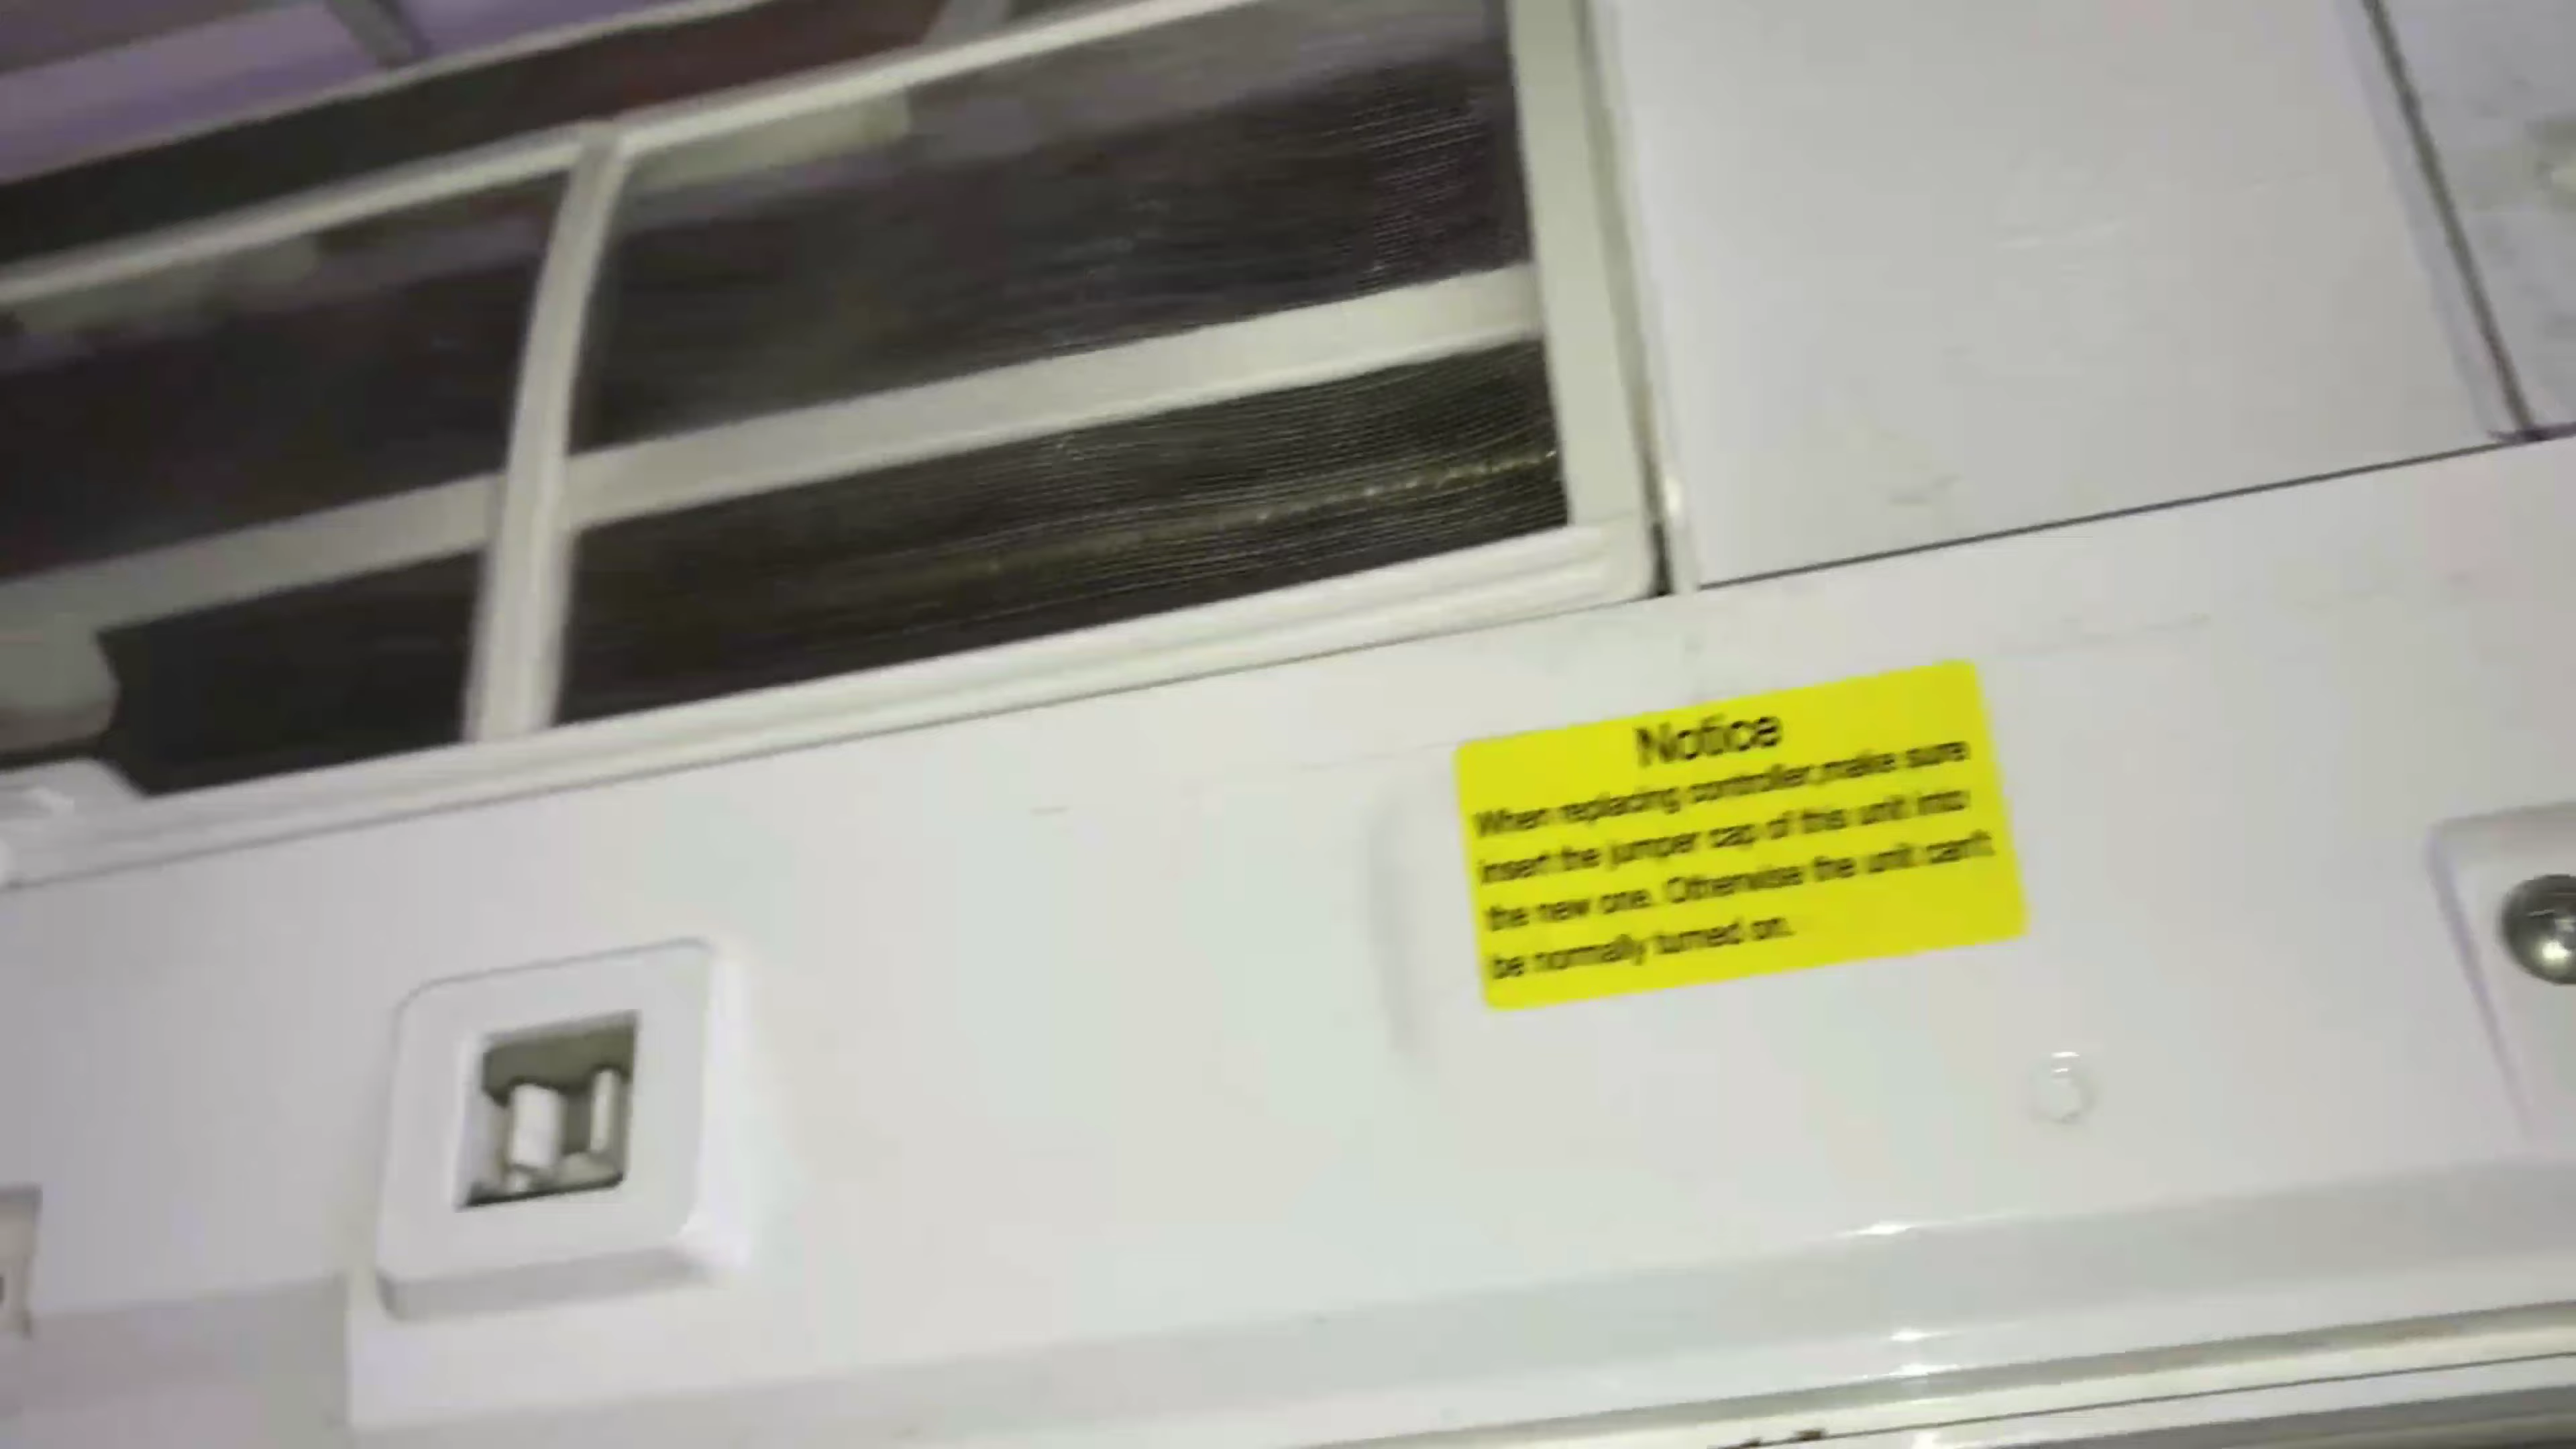 Notice
When replacing controller,make sure
insert the jumper cap of this unit into
the new one. Otherwise the unit can't
be normally turned on.